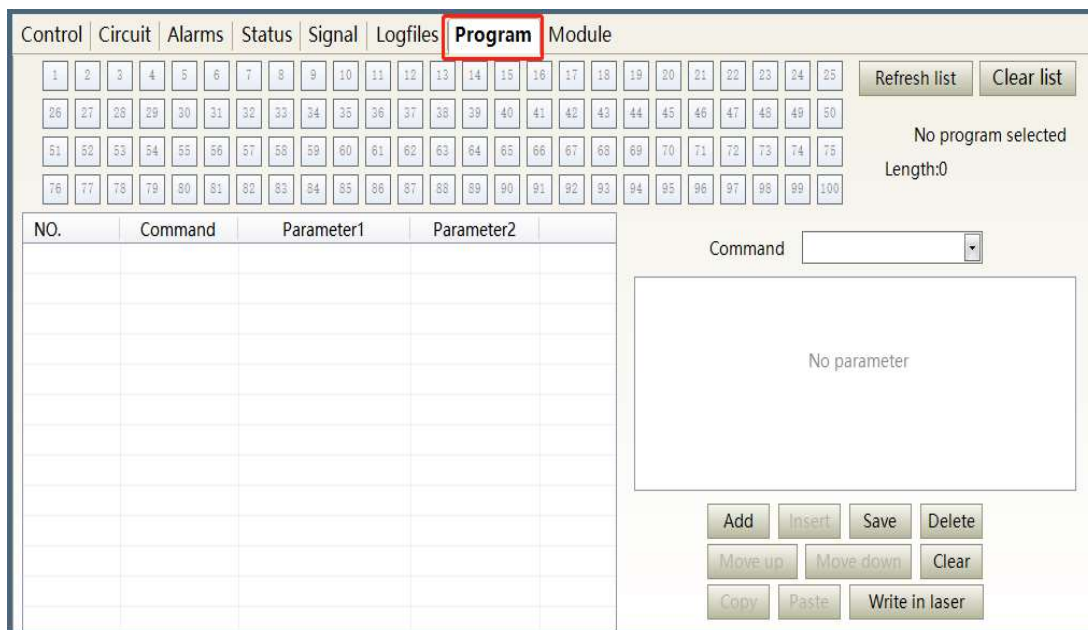 Control Circuit Alarms Status Signal Logfiles Program Module
1 2 3 4 5 6 7 8 9 10 11 12 13 14 15 16 17 18 19 20 21 22 23 24 25 Refresh list Clear list
26 27 28 29 30 31 32 33 34 35 36 37 38 39 40 41 42 43 44 45 46 47 48 49 50
No program selected
51 52 53 54 55 56 57 58 59 60 61 62 63 64 65 66 67 68 69 70 71 72 73 74 75
Length:0
76 77 78 79 80 81 82 83 84 85 86 87 88 89 90 91 92 93 94 95 96 97 98 99 100
NO. Command Parameter1 Parameter2
Command
No parameter
Add Insert Save Delete
Move up Move down Clear
Copy Paste Write in laser